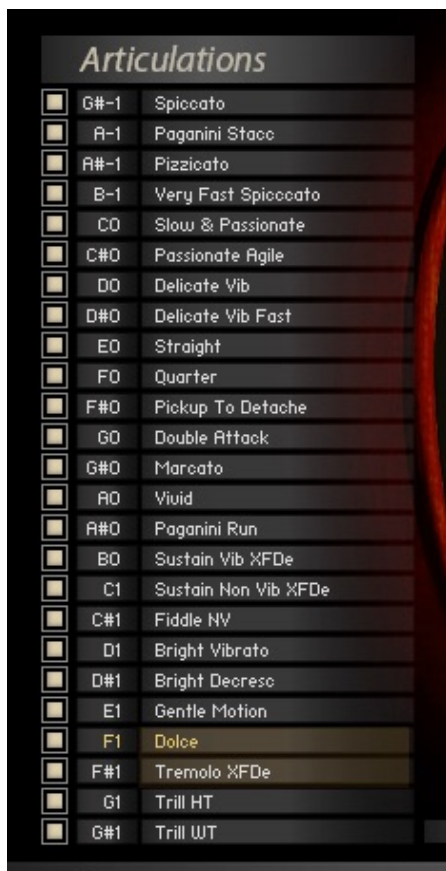 Articulations
G#-1 Spiccato
A-1 Paganini Stacc
A#-1 Pizzicato
B-1 Very Fast Spicccato
C0 Slow & Passionate
C#0 Passionate Agile
D0 Delicate Vib
D#0 Delicate Vib Fast
E0 Straight
F0 Quarter
F#0 Pickup To Detache
G0 Double Attack
G#0 Marcato
A0 Vivid
A#0 Paganini Run
B0 Sustain Vib XFDe
C1 Sustain Non Vib XFDe
C#1 Fiddle NV
D1 Bright Vibrato
D#1 Bright Decresc
E1 Gentle Motion
F1 Dolce
F#1 Tremolo XFDe
G1 Trill HT
G#1 Trill WT